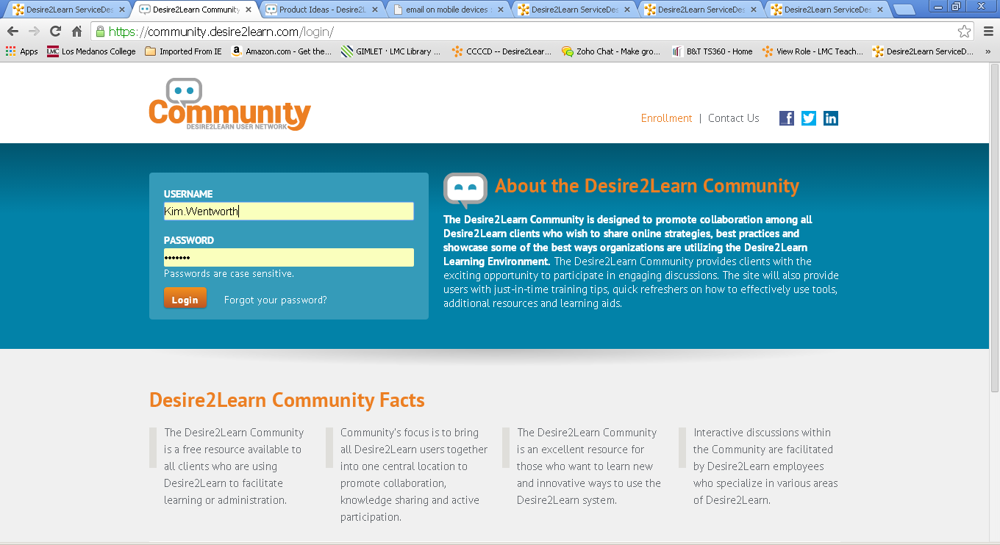 Desire2Learn ServiceDes
Desire2Learn Community
Product Ideas - Desire2L
email on mobile devices
Desire2Learn ServiceDes
Desire2Learn ServiceDes
Desire2Learn ServiceDes
https://community.desire2learn.com/login/
Apps
LMC Los Medanos College
Imported From IE
Amazon.com - Get the...
GIMLET · LMC Library ...
CCCCD -- Desire2Lear...
Zoho Chat - Make gro...
B&T TS360 - Home
View Role - LMC Teach...
Desire2Learn ServiceD...
»
Community
DESIRE2LEARN USER NETWORK
Enrollment | Contact Us
USERNAME
Kim.Wentworth
PASSWORD
•••••••
Passwords are case sensitive.
Login
Forgot your password?
About the Desire2Learn Community
The Desire2Learn Community is designed to promote collaboration among all
Desire2Learn clients who wish to share online strategies, best practices and
showcase some of the best ways organizations are utilizing the Desire2Learn
Learning Environment. The Desire2Learn Community provides clients with the
exciting opportunity to participate in engaging discussions. The site will also provide
users with just-in-time training tips, quick refreshers on how to effectively use tools,
additional resources and learning aids.
Desire2Learn Community Facts
The Desire2Learn Community
is a free resource available to
all clients who are using
Desire2Learn to facilitate
learning or administration.
Community's focus is to bring
all Desire2Learn users together
into one central location to
promote collaboration,
knowledge sharing and active
participation.
The Desire2Learn Community
is an excellent resource for
those who want to learn new
and innovative ways to use the
Desire2Learn system.
Interactive discussions within
the Community are facilitated
by Desire2Learn employees
who specialize in various areas
of Desire2Learn.